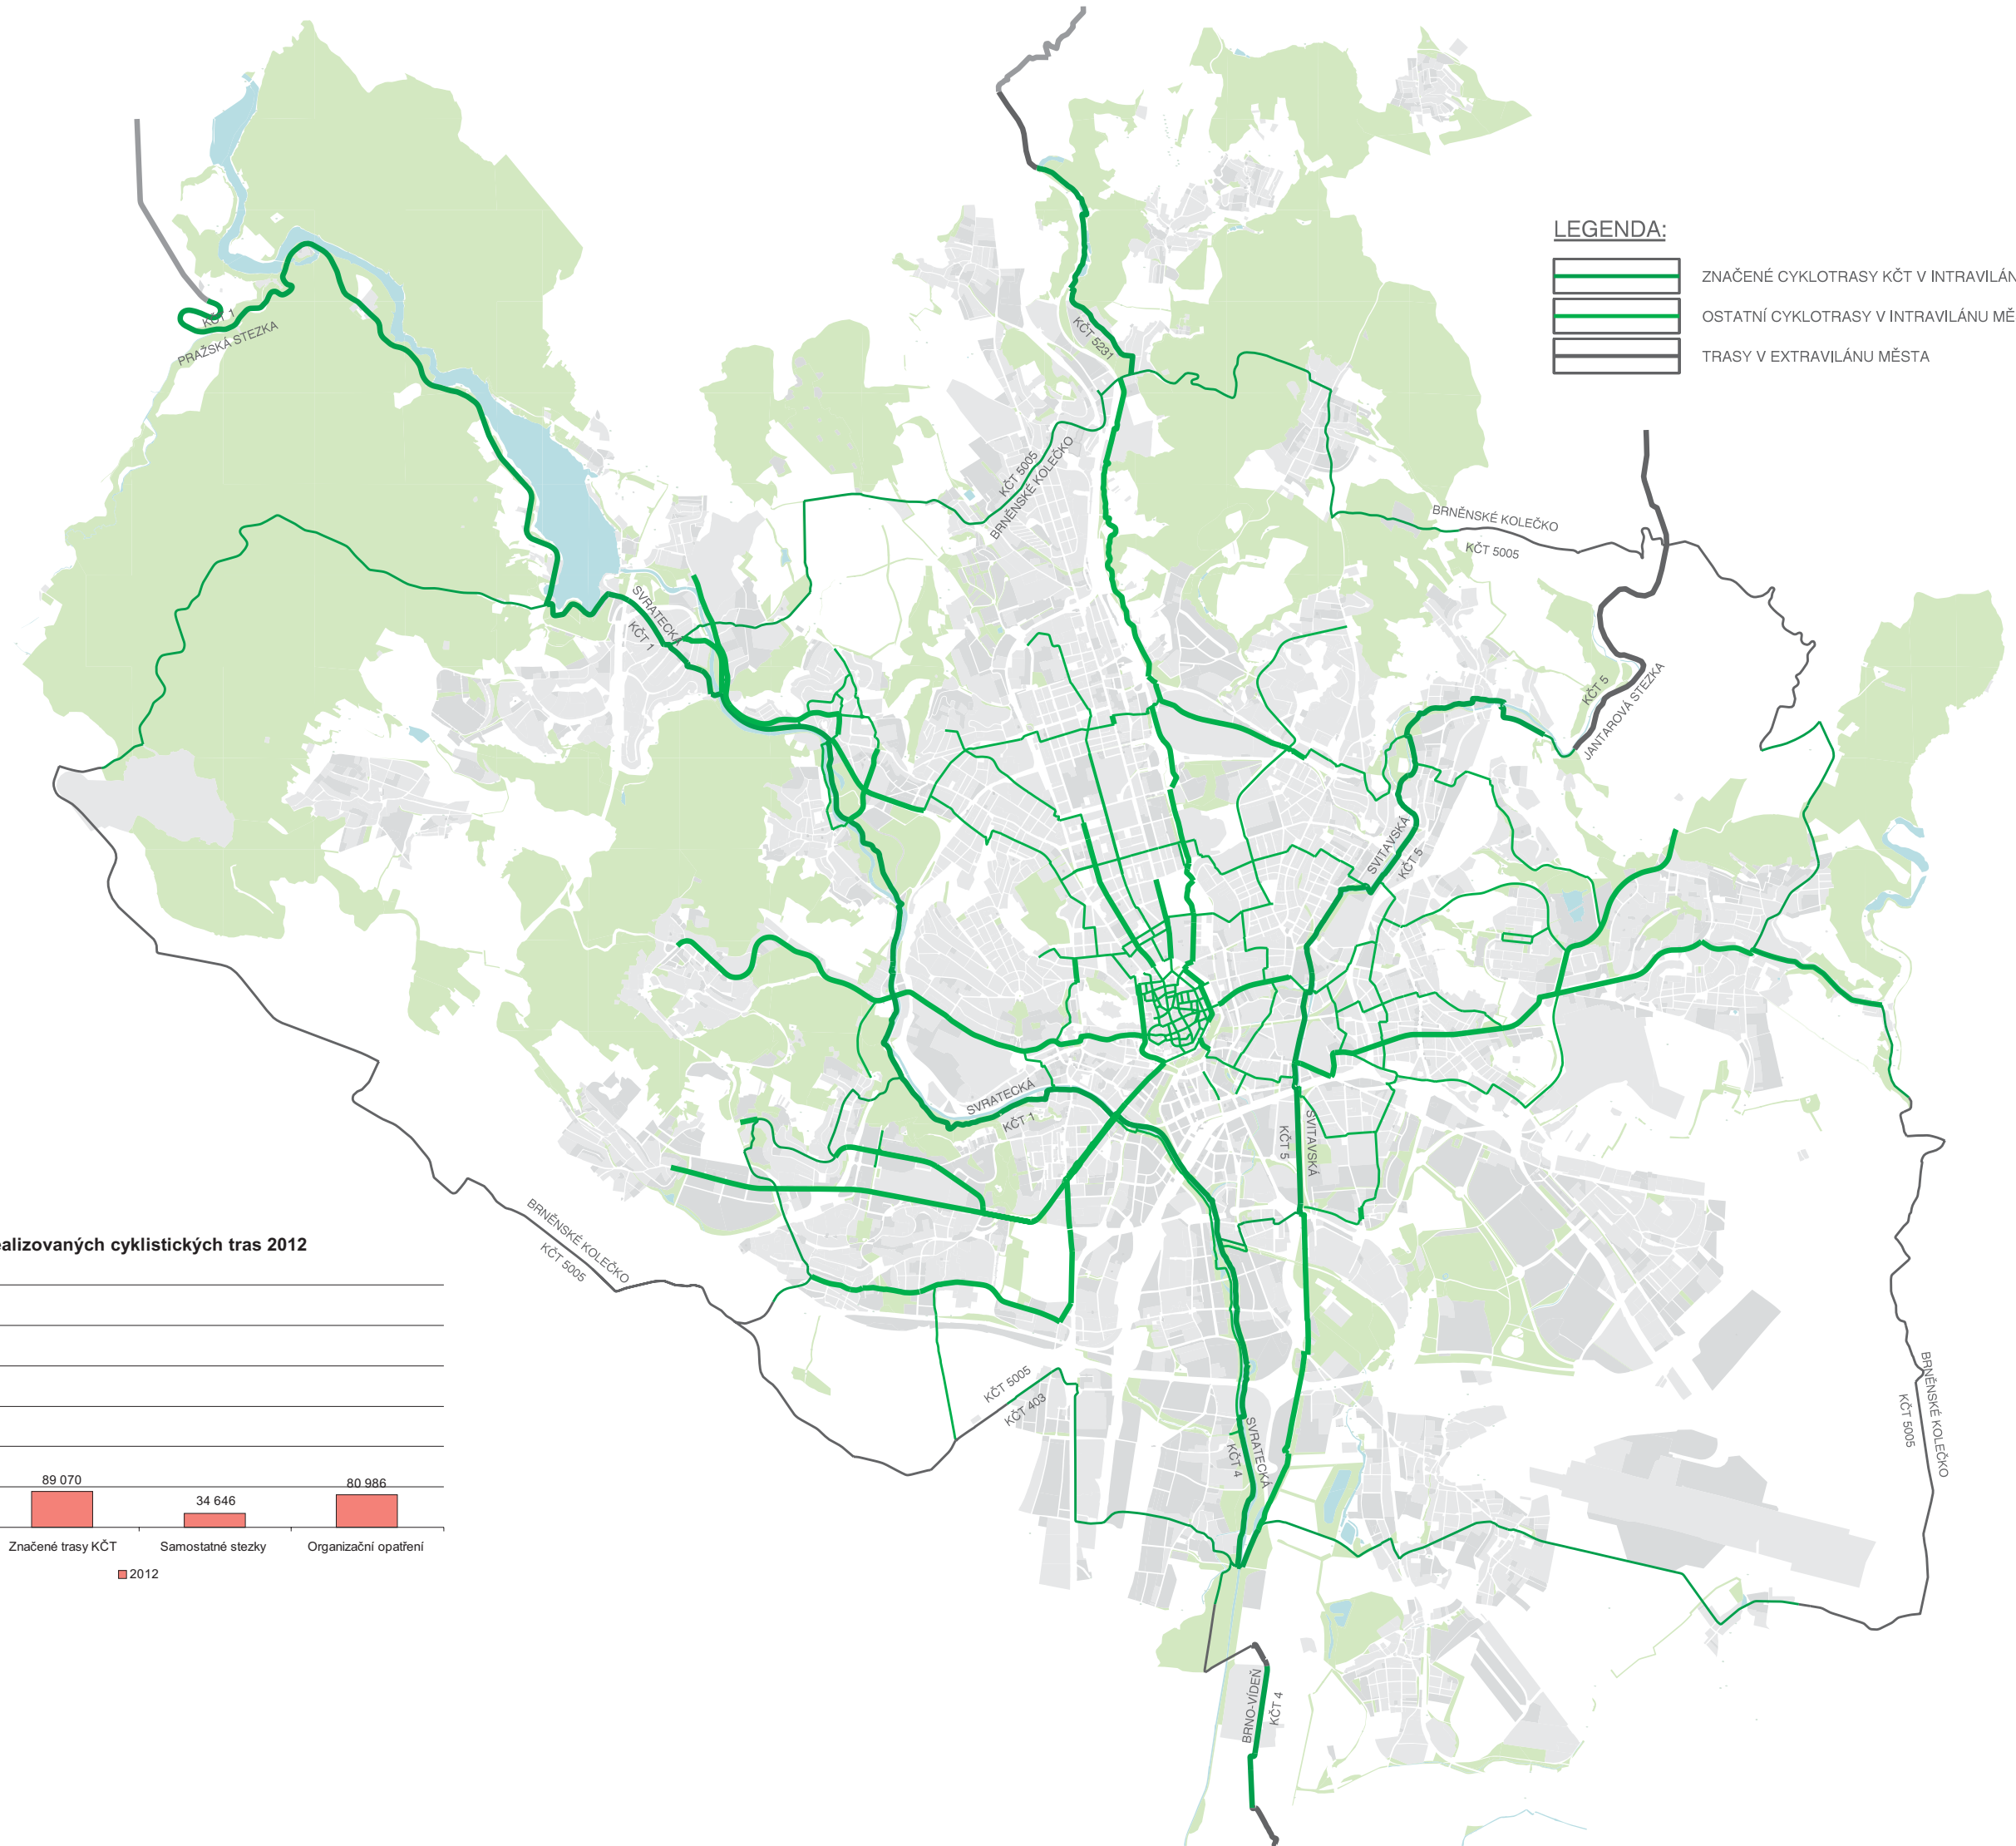 LEGENDA:
ZNAČENÉ CYKLOTRASY KČT V INTRAVILÁN
OSTATNÍ CYKLOTRASY V INTRAVILÁNU MĚ
TRASY V EXTRAVILÁNU MĚSTA
KČT 1
PRAŽSKÁ STEZKA
KČT 5231
KČT 5005
BRNĚNSKÉ KOLEČKO
BRNĚNSKÉ KOLEČKO
KČT 5005
SVRATECKÁ
KČT 1
KČT 5
JANTAROVÁ STEZKA
SVITAVSKÁ
KČT 5
SVRATECKÁ
KČT 1
KČT 5
SVITAVSKÁ
BRNĚNSKÉ KOLEČKO
KČT 5005
KČT 5005
KČT 403
KČT 4
SVRATECKÁ
BRNĚNSKÉ KOLEČKO
KČT 5005
BRNO-VÍDEŇ
KČT 4
ealizovaných cyklistických tras 2012
89 070
34 646
80 986
Značené trasy KČT
Samostatné stezky
Organizační opatření
2012